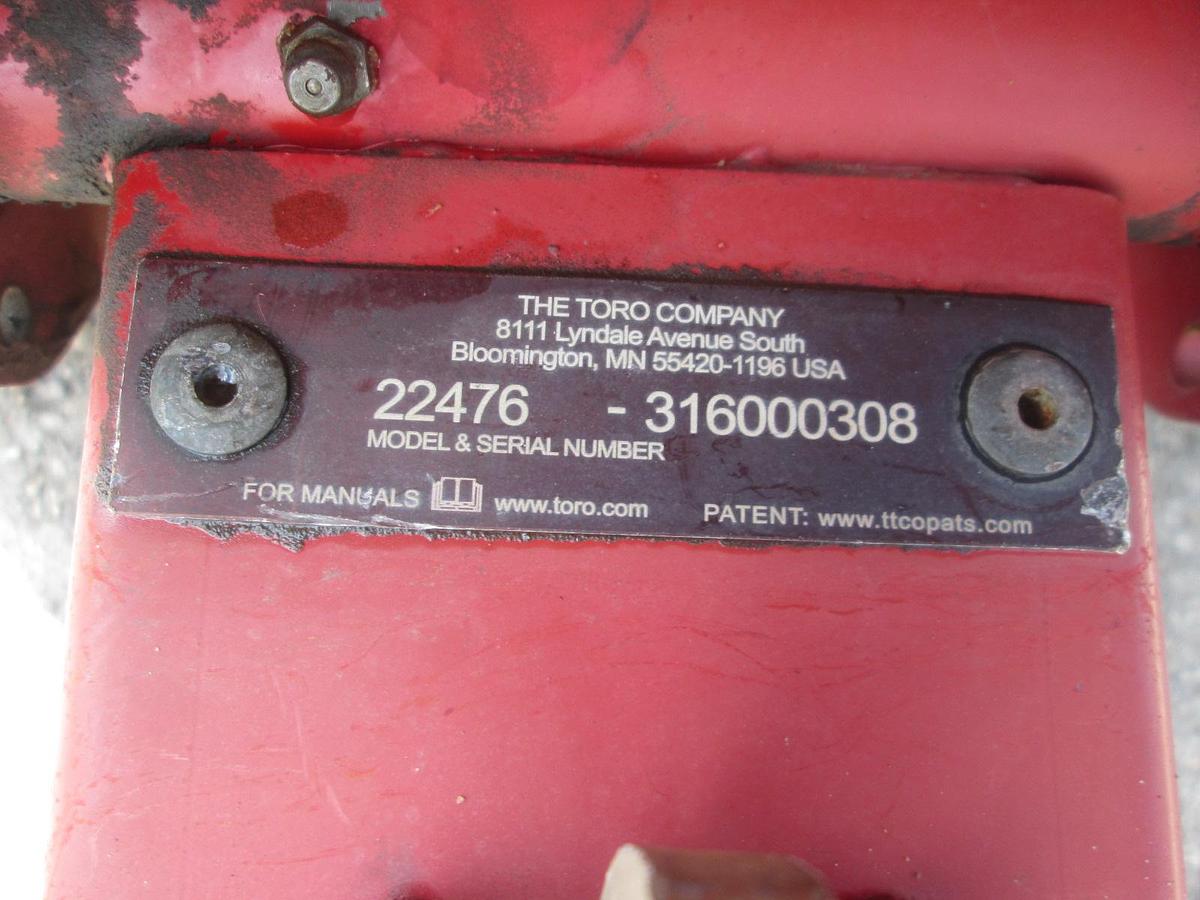 THE TORO COMPANY
8111 Lyndale Avenue South
Bloomington, MN 55420-1196 USA
22476 - 316000308
MODEL & SERIAL NUMBER
FOR MANUALS www.toro.com PATENT: www.ttcopats.com